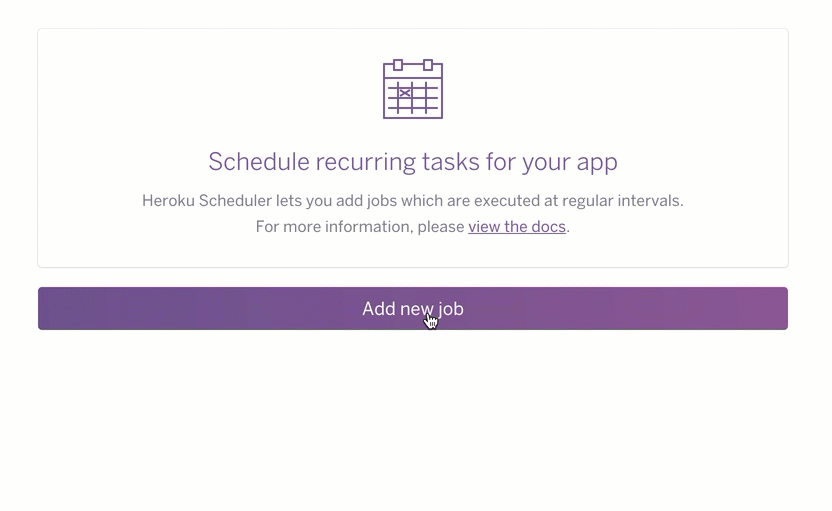 Schedule recurring tasks for your app
Heroku Scheduler lets you add jobs which are executed at regular intervals.
For more information, please view the docs.
Add new job